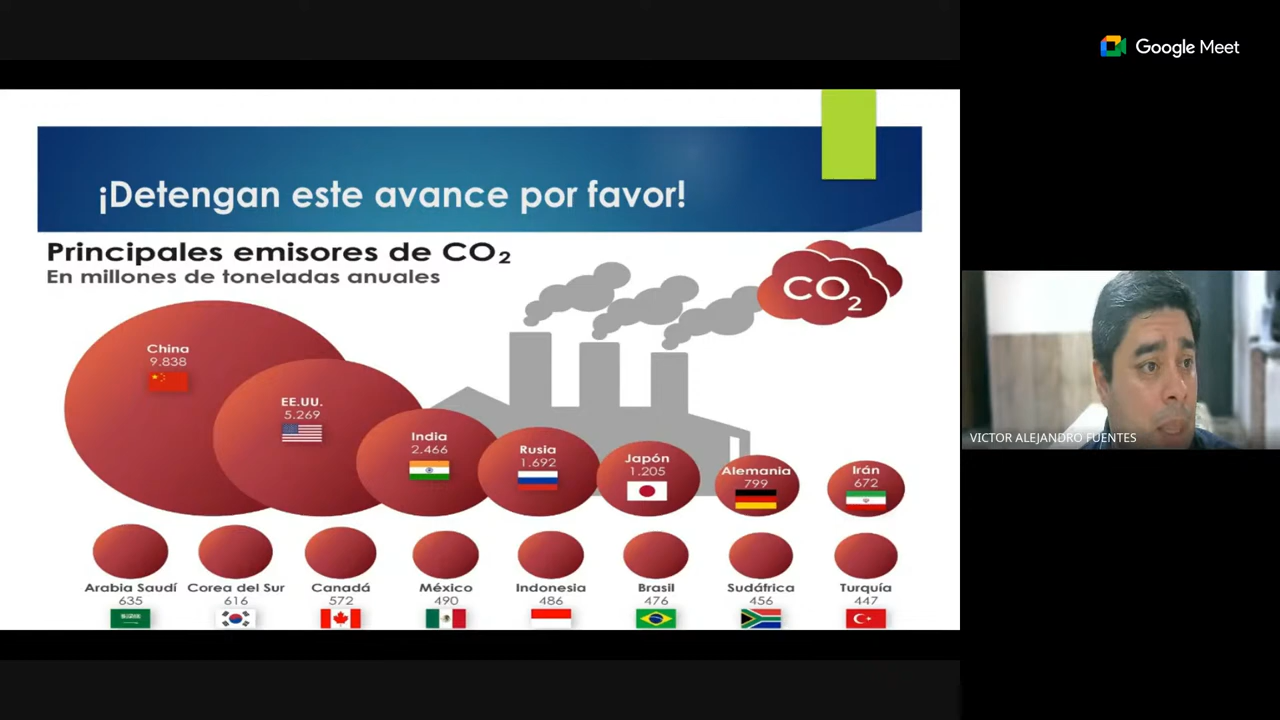 Google Meet
¡Detengan este avance por favor!
Principales emisores de CO₂
En millones de toneladas anuales
CO₂
China
9.838
EE.UU.
5.269
India
2.466
Rusia
1.692
Japón
1.205
Alemania
799
Irán
672
Arabia Saudí
635
Corea del Sur
616
Canadá
572
México
490
Indonesia
486
Brasil
476
Sudáfrica
456
Turquía
447
VICTOR ALEJANDRO FUENTES